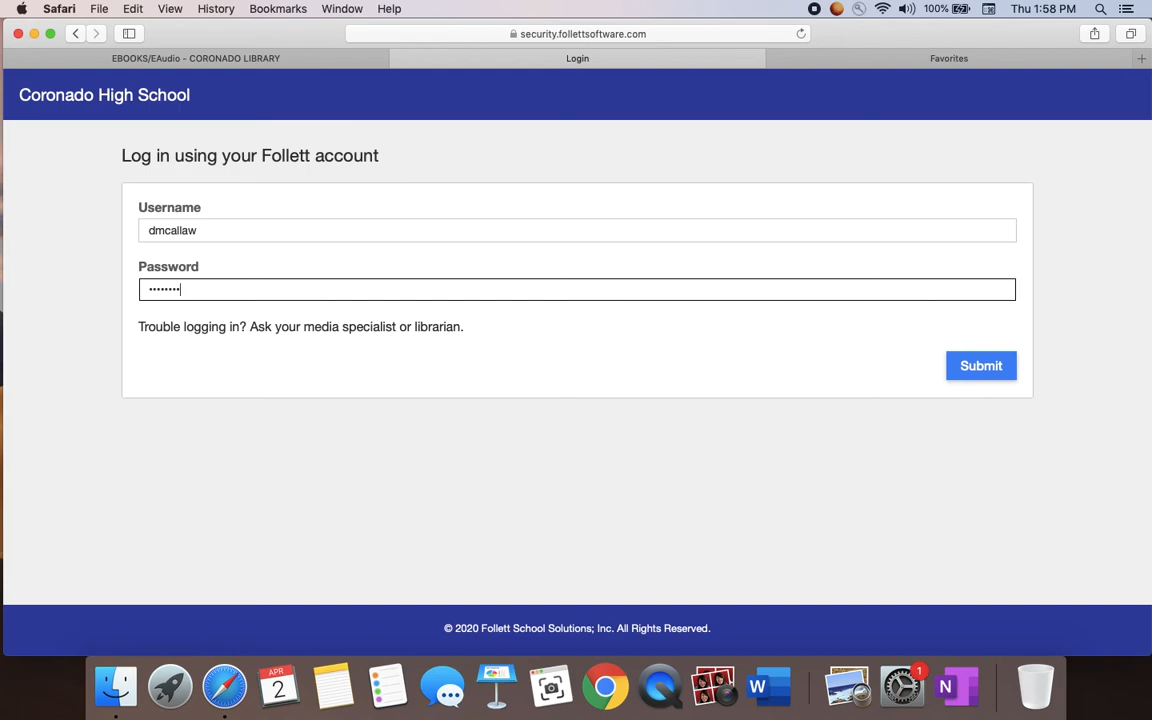 Safari File Edit View History Bookmarks Window Help 100% Thu 1:58 PM
security.follettsoftware.com
EBOOKS/EAudio - CORONADO LIBRARY Login Favorites
Coronado High School
Log in using your Follett account
Username
dmcallaw
Password
••••••••
Trouble logging in? Ask your media specialist or librarian.
Submit
© 2020 Follett School Solutions; Inc. All Rights Reserved.
APR
2
1
W
N